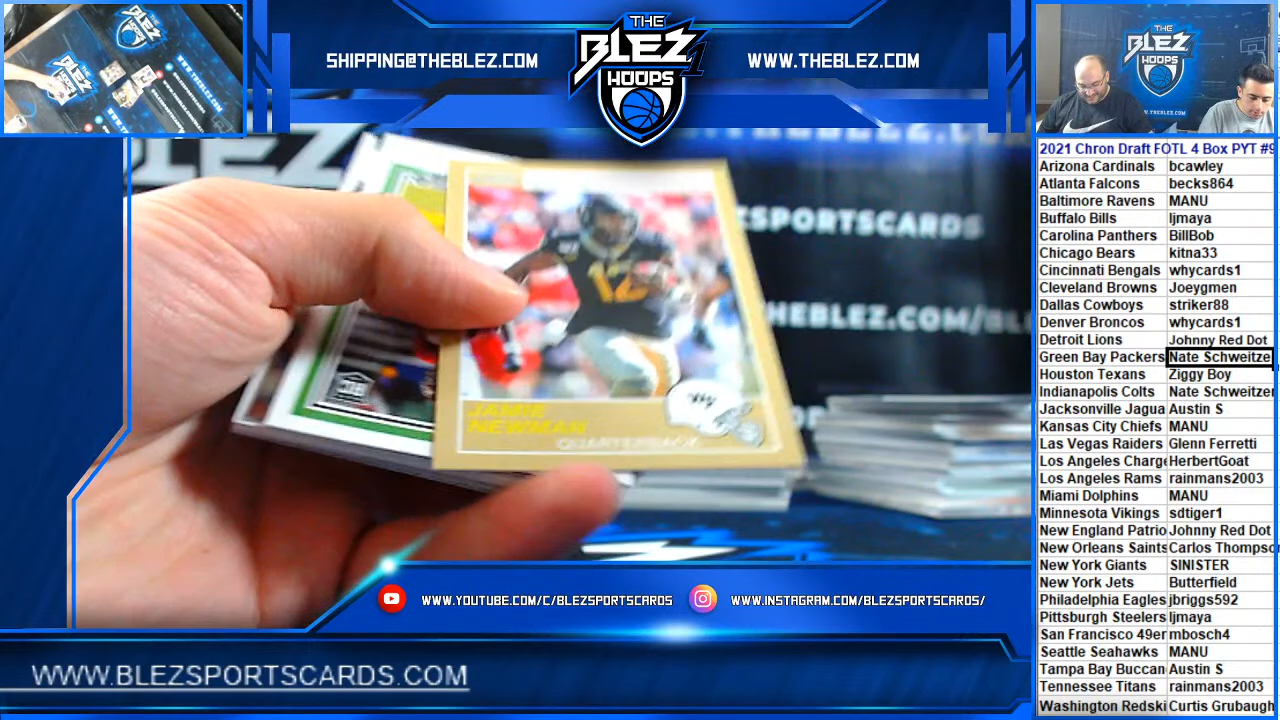 SHIPPING@THEBLEZ.COM
THE
BLEZ
HOOPS
WWW.THEBLEZ.COM
THE
BLEZ
HOOPS
2021 Chron Draft FOTL 4 Box PYT #9
Arizona Cardinals bcawley
Atlanta Falcons becks864
Baltimore Ravens MANU
Buffalo Bills ljmaya
Carolina Panthers BillBob
Chicago Bears kitna33
Cincinnati Bengals whycards1
Cleveland Browns Joeygmen
Dallas Cowboys striker88
Denver Broncos whycards1
Detroit Lions Johnny Red Dot
Green Bay Packers Nate Schweitze
Houston Texans Ziggy Boy
Indianapolis Colts Nate Schweitzer
Jacksonville Jagua Austin S
Kansas City Chiefs MANU
Las Vegas Raiders Glenn Ferretti
Los Angeles Charge HerbertGoat
Los Angeles Rams rainmans2003
Miami Dolphins MANU
Minnesota Vikings sdtiger1
New England Patrio Johnny Red Dot
New Orleans Saints Carlos Thompso
New York Giants SINISTER
New York Jets Butterfield
Philadelphia Eagles jbriggs592
Pittsburgh Steelers ljmaya
San Francisco 49er mbosch4
Seattle Seahawks MANU
Tampa Bay Buccan Austin S
Tennessee Titans rainmans2003
Washington Redski Curtis Grubaugh
ZSPORTSCARDS
HEBLEZ.COM/BL
12
JAMIE
NEWMAN
QUARTERBACK
WWW.YOUTUBE.COM/C/BLEZSPORTSCARDS
WWW.INSTAGRAM.COM/BLEZSPORTSCARDS/
WWW.BLEZSPORTSCARDS.COM